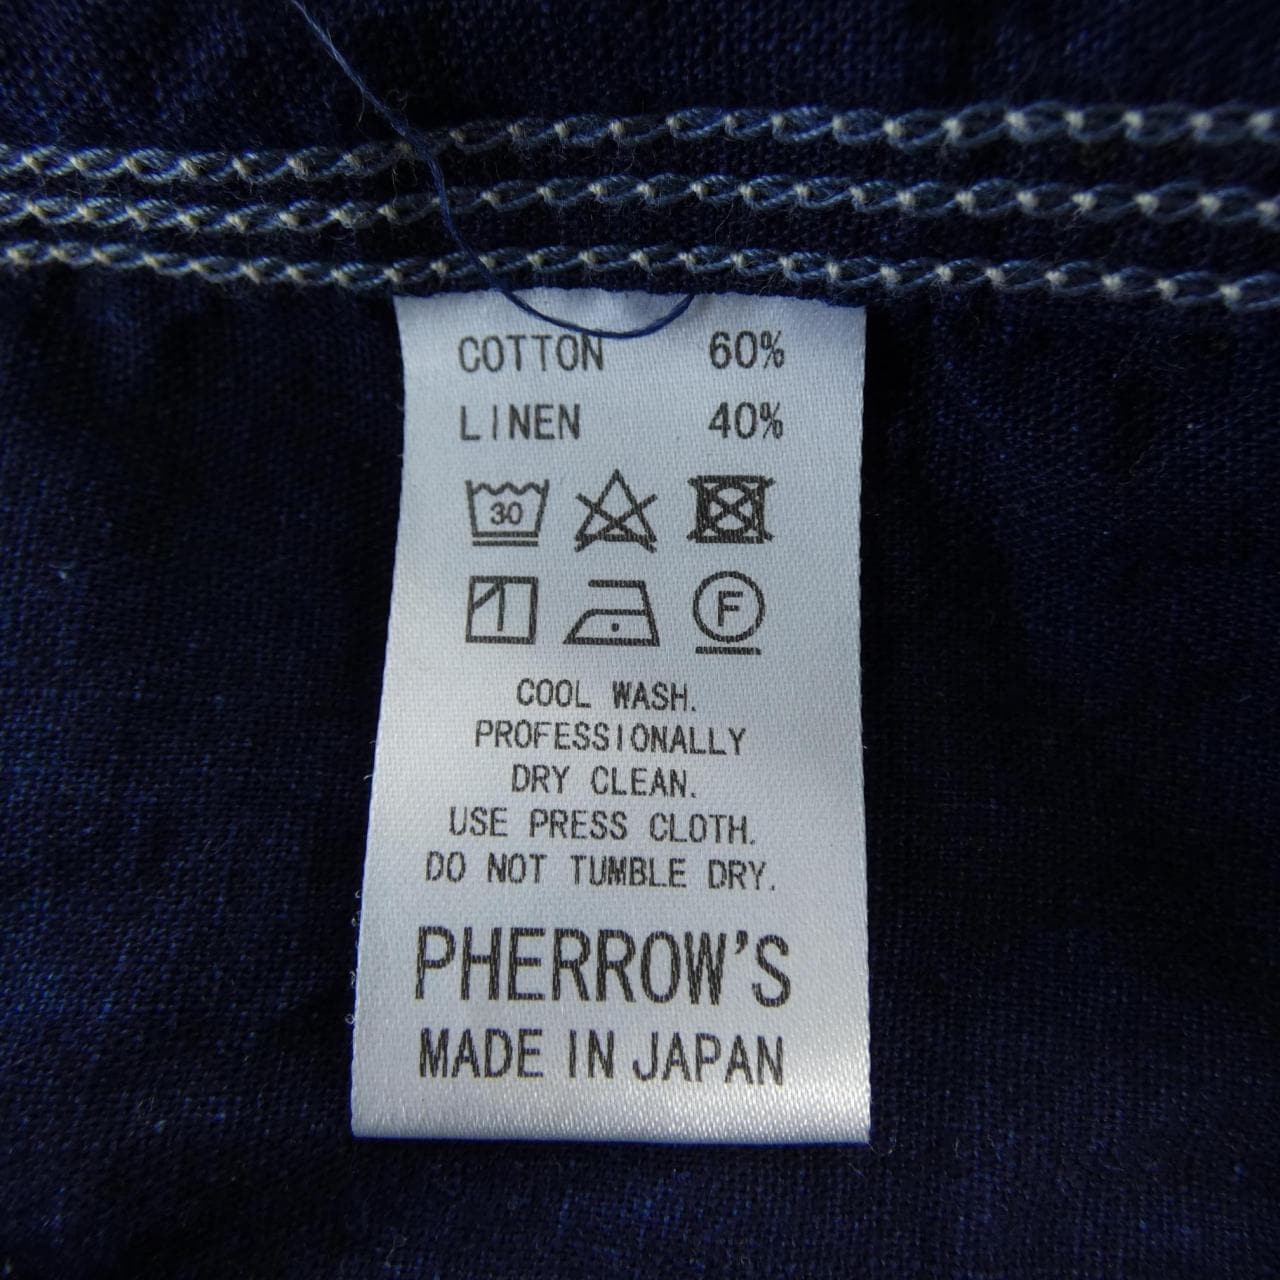 COTTON 60%
LINEN 40%
30
F
COOL WASH.
PROFESSIONALLY
DRY CLEAN.
USE PRESS CLOTH.
DO NOT TUMBLE DRY.
PHERROW'S
MADE IN JAPAN